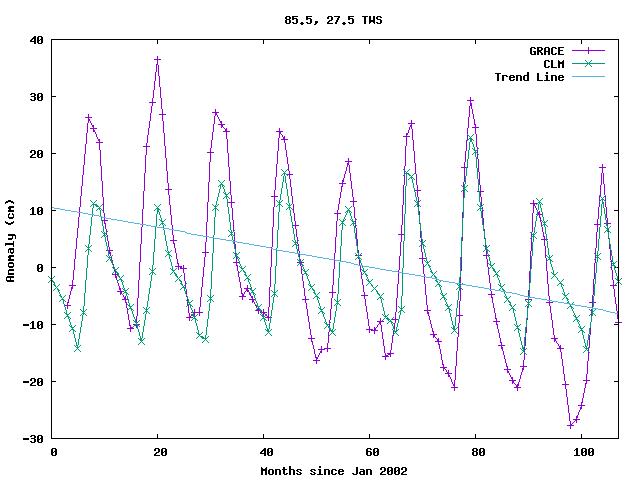 85.5, 27.5 TWS
GRACE
CLM
Trend Line
40
30
20
10
0
-10
-20
-30
Anomaly (cm)
0 20 40 60 80 100
Months since Jan 2002